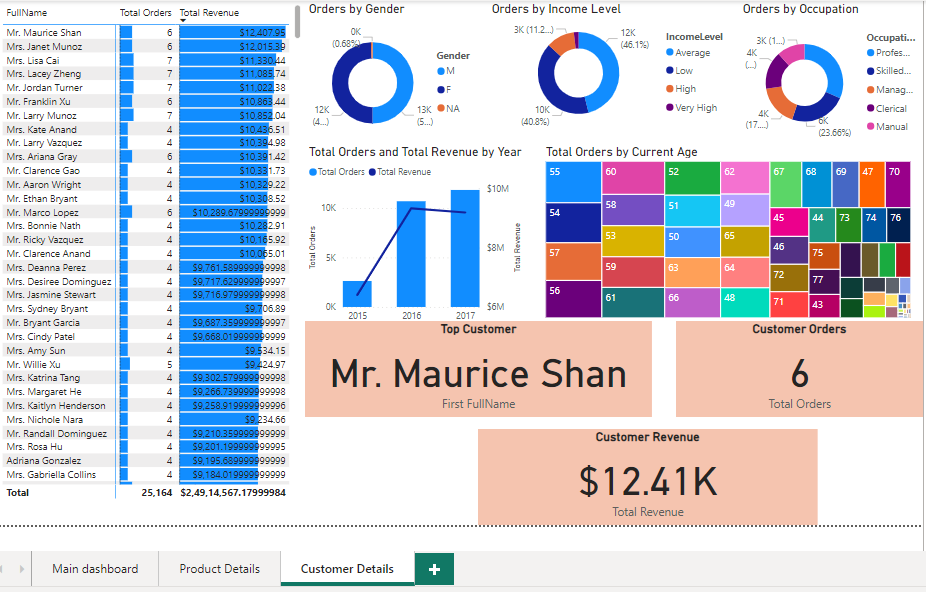 FullName Total Orders Total Revenue
Mr. Maurice Shan 6 $12,407.95
Mrs. Janet Munoz 6 $12,015.39
Mrs. Lisa Cai 7 $11,330.44
Mrs. Lacey Zheng 7 $11,085.74
Mr. Jordan Turner 7 $11,022.38
Mr. Franklin Xu 6 $10,863.44
Mr. Larry Munoz 7 $10,852.04
Mrs. Kate Anand 4 $10,436.51
Mr. Larry Vazquez 4 $10,394.98
Mrs. Ariana Gray 6 $10,391.42
Mr. Clarence Gao 4 $10,331.73
Mr. Aaron Wright 4 $10,329.22
Mr. Ethan Bryant 4 $10,308.52
Mr. Marco Lopez 6 $10,289.67999999999
Mrs. Bonnie Nath 4 $10,282.91
Mr. Ricky Vazquez 4 $10,165.92
Mr. Clarence Anand 4 $10,065.01
Mrs. Deanna Perez 4 $9,761.589999999998
Mrs. Desiree Dominguez 4 $9,717.629999999997
Mrs. Jasmine Stewart 4 $9,716.979999999998
Mrs. Sydney Bryant 4 $9,706.89
Mr. Bryant Garcia 4 $9,687.359999999997
Mrs. Cindy Patel 4 $9,668.019999999999
Mrs. Amy Sun 4 $9,534.15
Mr. Willie Xu 5 $9,424.97
Mrs. Katrina Tang 4 $9,302.579999999998
Mrs. Margaret He 4 $9,266.739999999998
Mrs. Kaitlyn Henderson 4 $9,258.919999999996
Mrs. Nichole Nara 4 $9,234.66
Mr. Randall Dominguez 4 $9,210.359999999999
Mrs. Rosa Hu 4 $9,201.199999999995
Adriana Gonzalez 4 $9,195.689999999999
Mrs. Gabriella Collins 4 $9,184.019999999999
Total 25,164 $2,49,14,567.17999984
Orders by Gender
0K
(0.68%)
12K
(4...)
13K
(5...)
Gender
M
F
NA
Orders by Income Level
3K (11.2...)
12K
(46.1%)
10K
(40.8%)
IncomeLevel
Average
Low
High
Very High
Orders by Occupation
3K (1...)
4K
(...)
4K
(17....)
6K
(23.66%)
Occupati...
Profes...
Skilled...
Manag...
Clerical
Manual
Total Orders and Total Revenue by Year
Total Orders Total Revenue
Total Orders
10K
5K
0K
2015 2016 2017
$10M
$8M
$6M
Total Revenue
Total Orders by Current Age
55 60 52 62 67 68 69 47 70
54 58 51 49 45 44 73 74 76
57 53 50 65 46 75
56 59 63 64 72 77
61 66 48 71 43
Top Customer
Mr. Maurice Shan
First FullName
Customer Orders
6
Total Orders
Customer Revenue
$12.41K
Total Revenue
Main dashboard Product Details Customer Details +